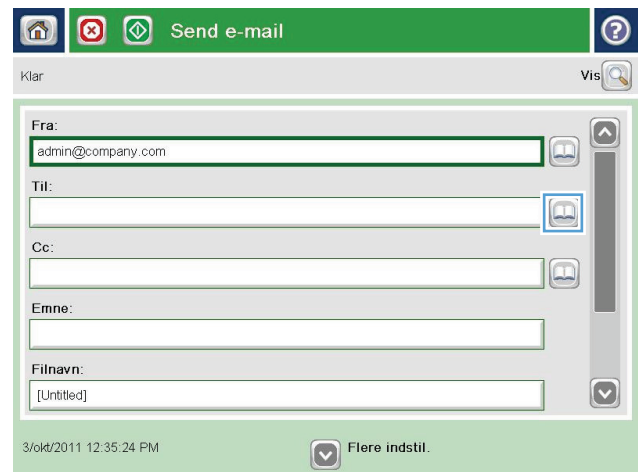 Send e-mail
?
Klar
Vis
Fra:
admin@company.com
Til:
Cc:
Emne:
Filnavn:
[Untitled]
3/okt/2011 12:35:24 PM
Flere indstil.